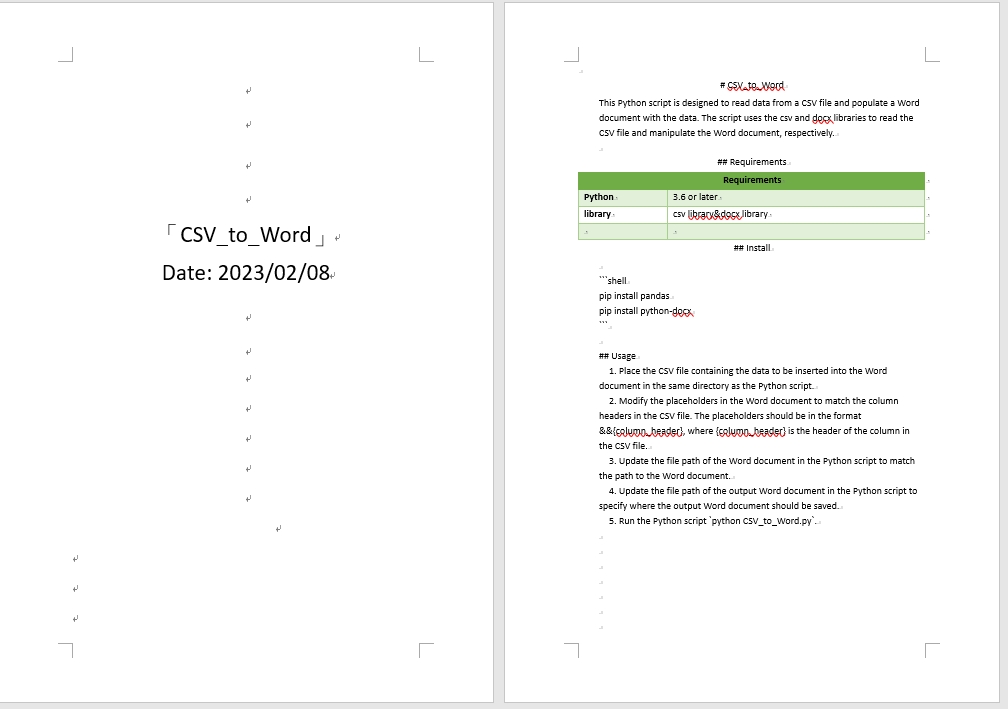 「CSV_to_Word」
Date: 2023/02/08
# CSV_to_Word
This Python script is designed to read data from a CSV file and populate a Word
document with the data. The script uses the csv and docx libraries to read the
CSV file and manipulate the Word document, respectively.
## Requirements
Requirements
Python 3.6 or later
library csv library&docx library
## Install
```shell
pip install pandas
pip install python-docx
```
## Usage
1. Place the CSV file containing the data to be inserted into the Word
document in the same directory as the Python script.
2. Modify the placeholders in the Word document to match the column
headers in the CSV file. The placeholders should be in the format
&&{column_header}, where {column_header} is the header of the column in
the CSV file.
3. Update the file path of the Word document in the Python script to match
the path to the Word document.
4. Update the file path of the output Word document in the Python script to
specify where the output Word document should be saved.
5. Run the Python script `python CSV_to_Word.py`.